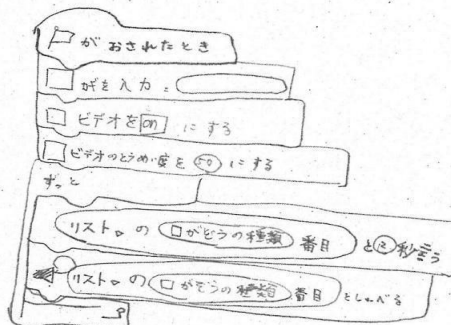 がおされたとき
がぞを入力:
ビデオを on にする
ビデオのとうめい度を 50 にする
ずっと
リスト の がどうの種類 番目 と 2 秒言う
リスト の がどうの種類 番目 としゃべる